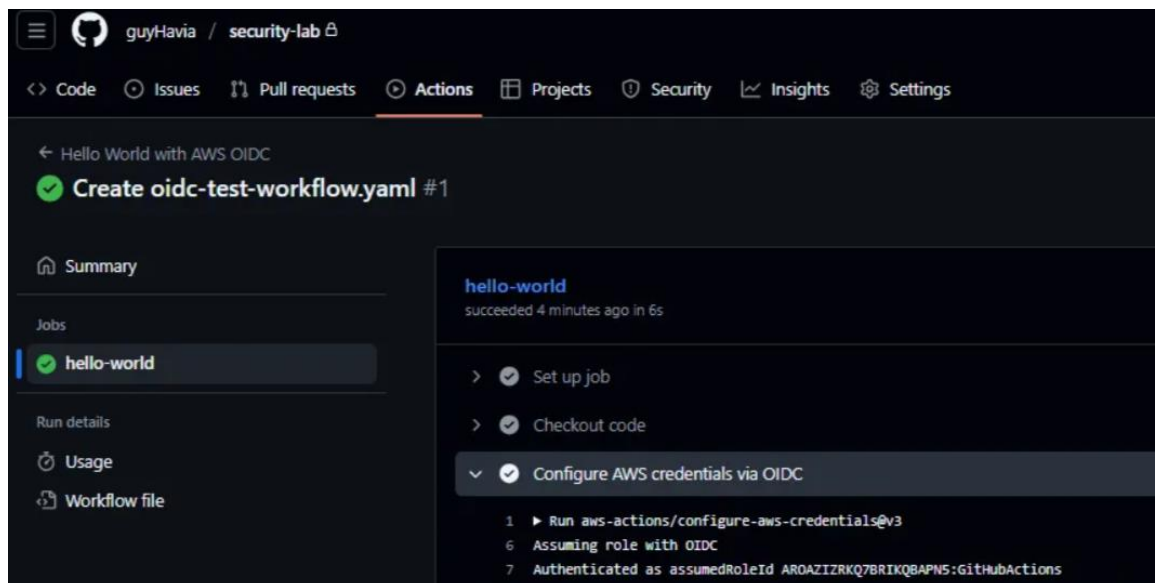 guyHavia / security-lab
Code Issues Pull requests Actions Projects Security Insights Settings
← Hello World with AWS OIDC
Create oidc-test-workflow.yaml #1
Summary
Jobs
hello-world
Run details
Usage
Workflow file
hello-world
succeeded 4 minutes ago in 6s
Set up job
Checkout code
Configure AWS credentials via OIDC
1 ▶ Run aws-actions/configure-aws-credentials@v3
6 Assuming role with OIDC
7 Authenticated as assumedRoleId AROAZIZRKQ7BRIKQBAPN5:GitHubActions